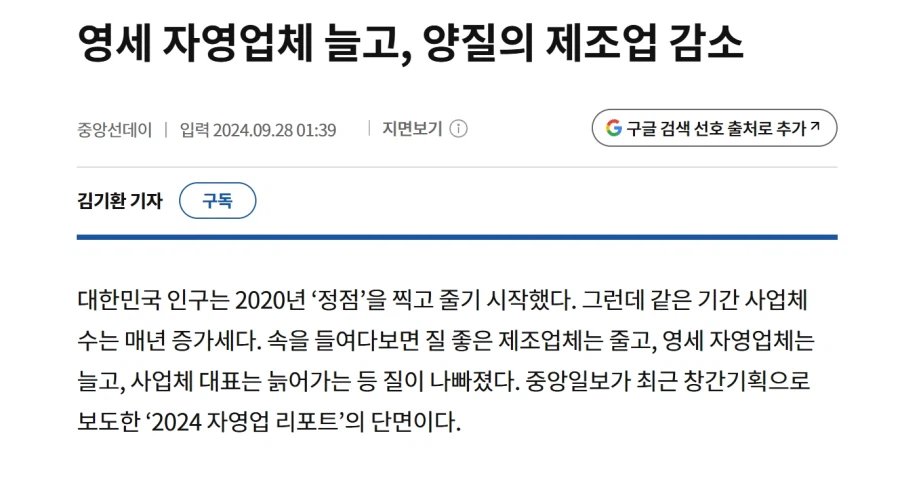 영세 자영업체 늘고, 양질의 제조업 감소
중앙선데이 | 입력 2024.09.28 01:39 | 지면보기 ⓘ
구글 검색 선호 출처로 추가↗
김기환 기자 구독
대한민국 인구는 2020년 ‘정점’을 찍고 줄기 시작했다. 그런데 같은 기간 사업체
수는 매년 증가세다. 속을 들여다보면 질 좋은 제조업체는 줄고, 영세 자영업체는
늘고, 사업체 대표는 늙어가는 등 질이 나빠졌다. 중앙일보가 최근 창간기획으로
보도한 ‘2024 자영업 리포트’의 단면이다.